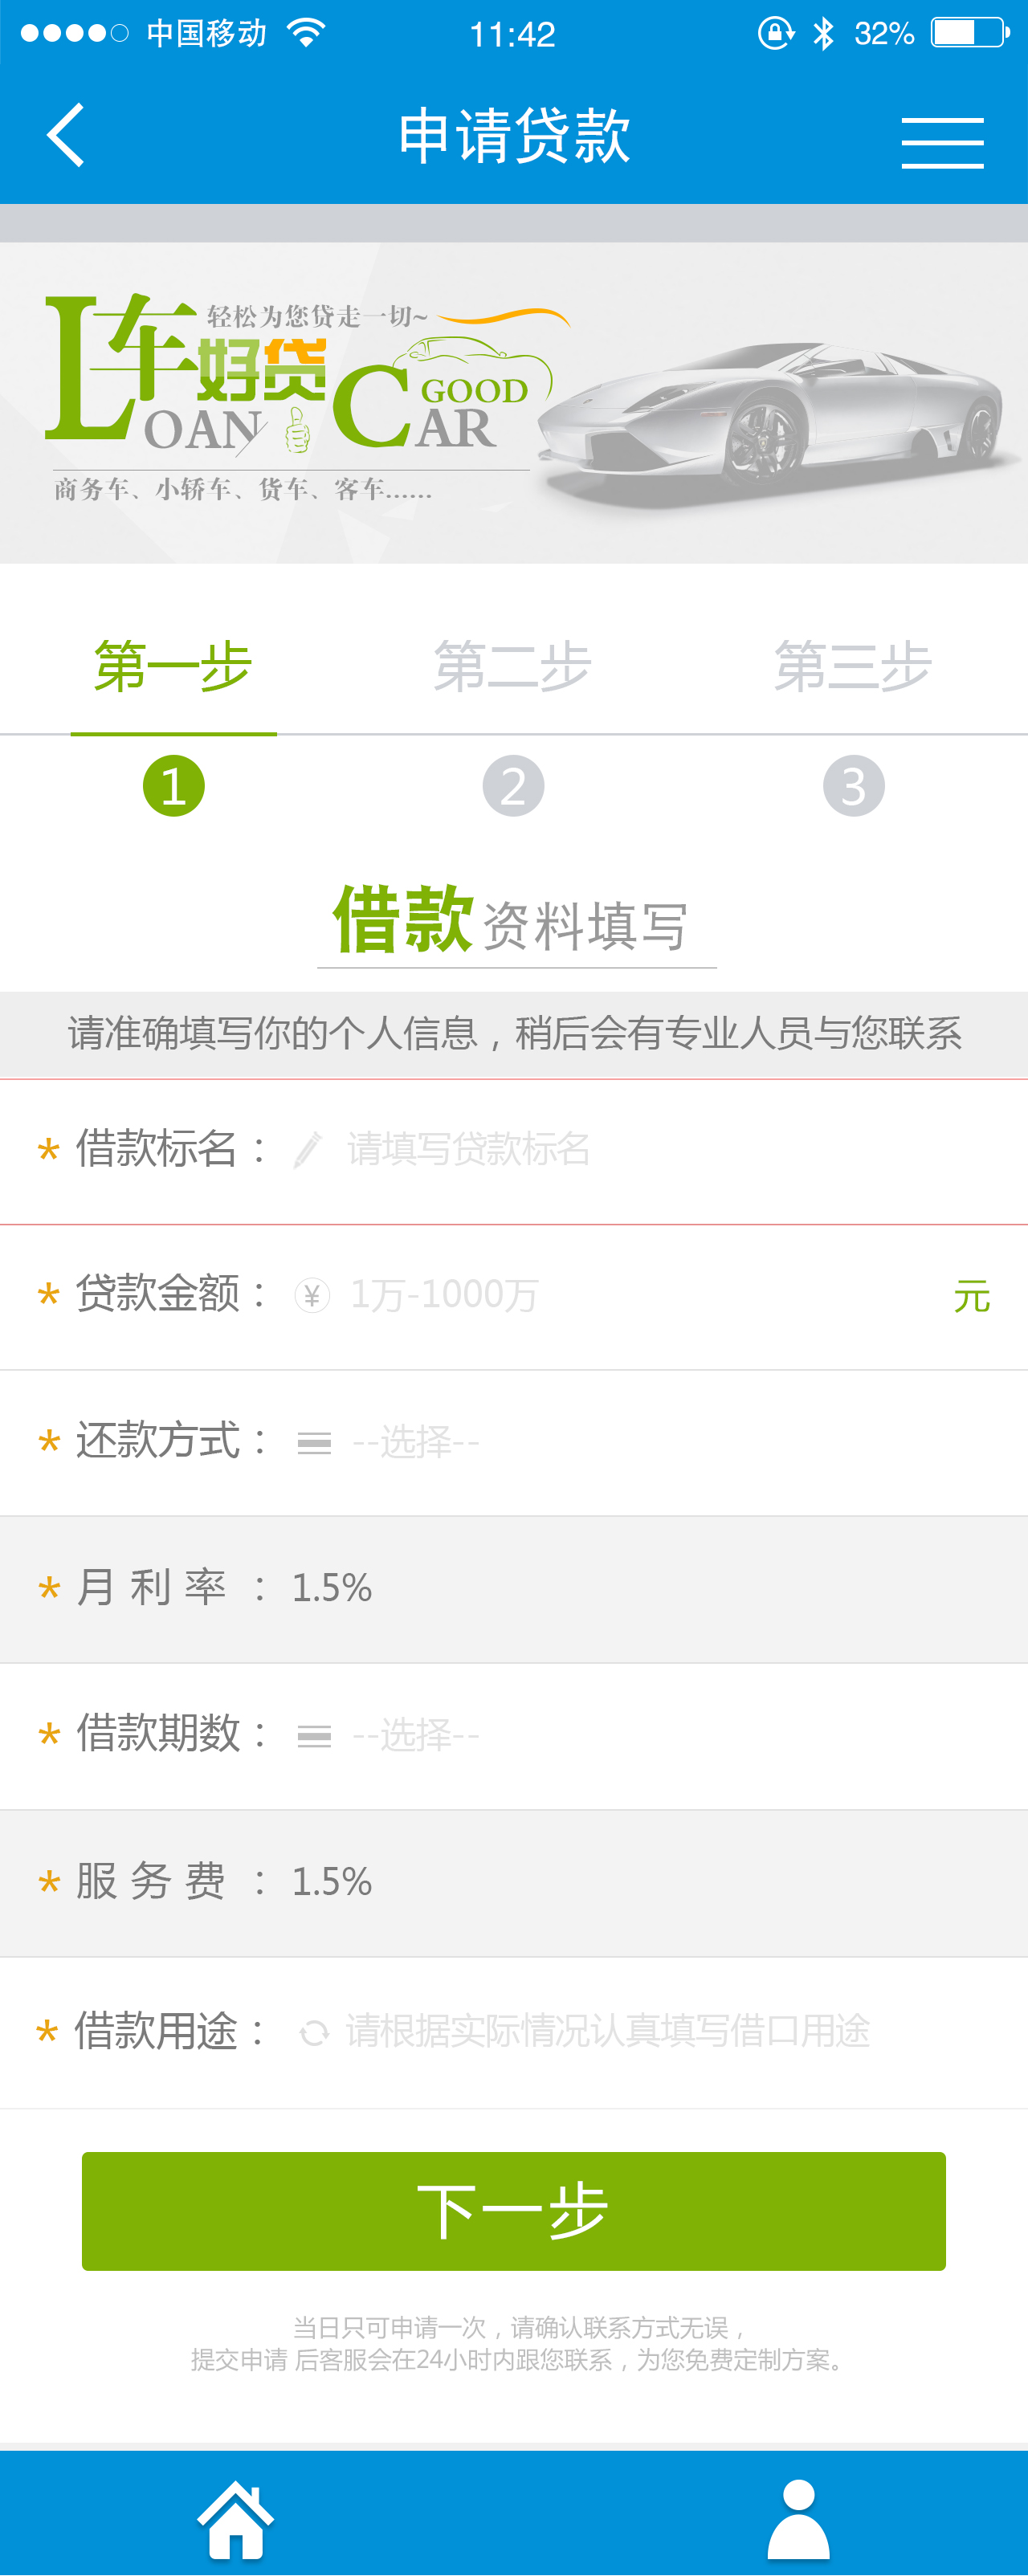 中国移动 11:42 32%
申请贷款
轻松为您贷走一切~
L车好贷
OAN CAR GOOD
商务车、小轿车、货车、客车......
第一步 第二步 第三步
1 2 3
借款资料填写
请准确填写你的个人信息，稍后会有专业人员与您联系
* 借款标名： 请填写贷款标名
* 贷款金额： ¥ 1万-1000万 元
* 还款方式： --选择--
* 月利率 ： 1.5%
* 借款期数： --选择--
* 服务费 ： 1.5%
* 借款用途： 请根据实际情况认真填写借口用途
下一步
当日只可申请一次，请确认联系方式无误，
提交申请 后客服会在24小时内跟您联系，为您免费定制方案。